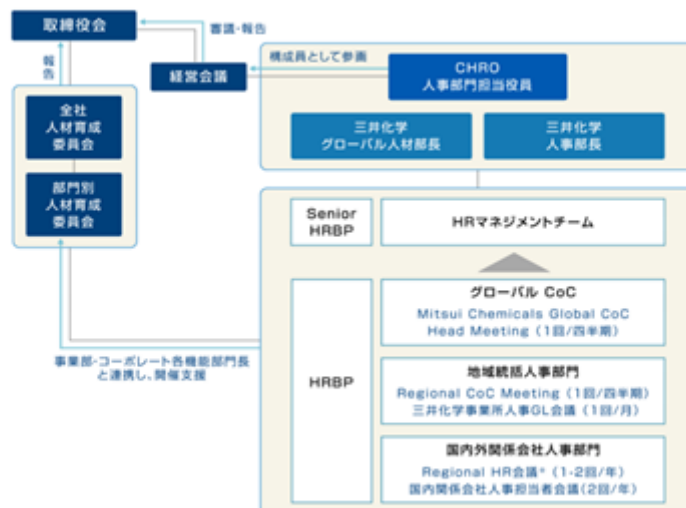 取締役会
審議・報告
報告
経営会議
構成員として参画
CHRO
人事部門担当役員
全社
人材育成
委員会
三井化学
グローバル人材部長
三井化学
人事部長
部門別
人材育成
委員会
Senior
HRBP
HRマネジメントチーム
グローバル CoC
Mitsui Chemicals Global CoC
Head Meeting（1回/四半期）
事業部・コーポレート各機能部門長
と連携し、開催支援
HRBP
地域統括人事部門
Regional CoC Meeting（1回/四半期）
三井化学事業所人事GL会議（1回/月）
国内外関係会社人事部門
Regional HR会議*（1-2回/年）
国内関係会社人事担当者会議(2回/年)